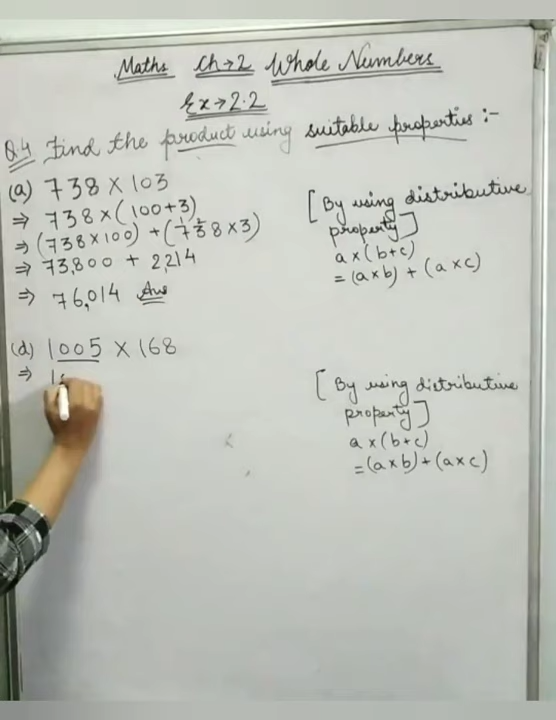 Maths Ch→2 Whole Numbers
Ex→2.2
Q.4 Find the product using suitable properties :-
(a) 738 × 103
⇒ 738 × (100+3)
⇒ (738 × 100) + (738 × 3)
⇒ 73,800 + 2,214
⇒ 76,014 Ans
[By using distributive
property]
a × (b+c)
= (a×b) + (a×c)
(d) 1005 × 168
⇒ 1
[By using distributive
property]
a × (b+c)
= (a×b) + (a×c)